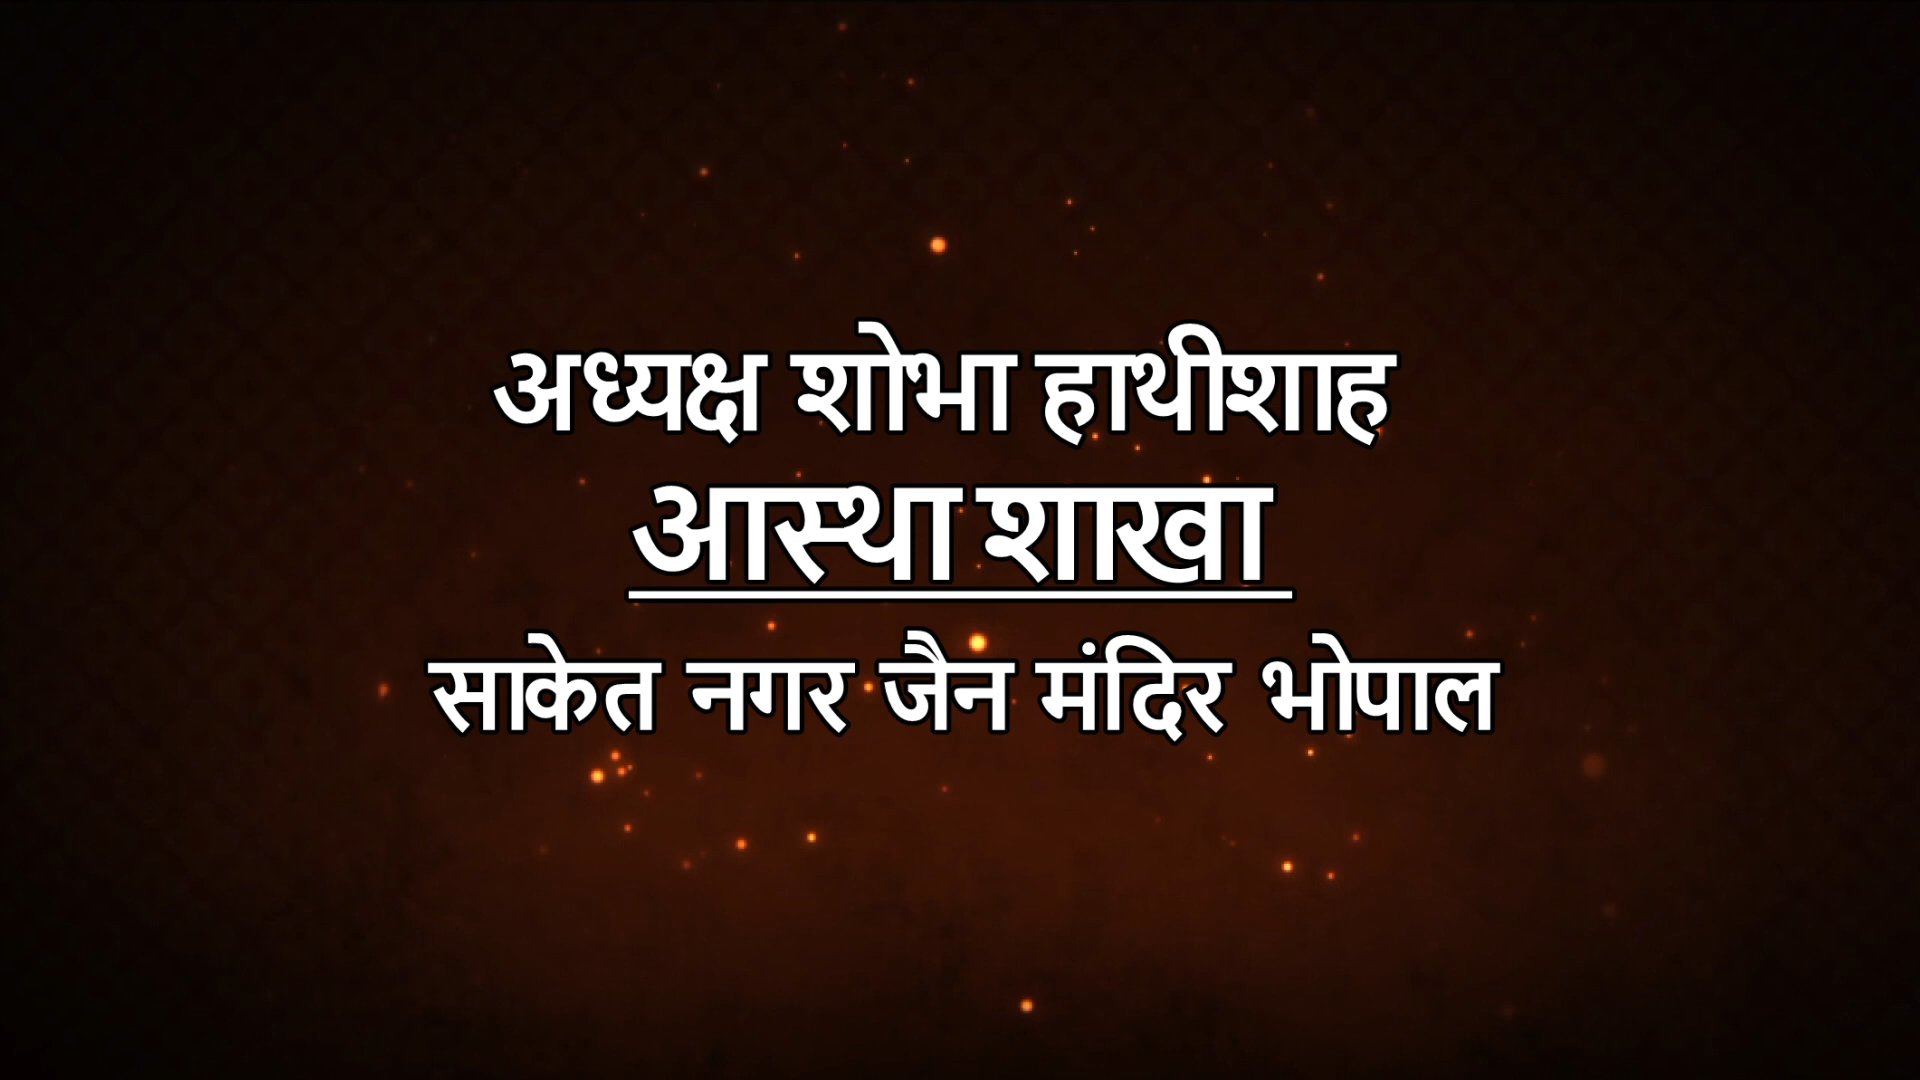 अध्यक्ष शोभा हाथीशाह
आस्था शाखा
साकेत नगर जैन मंदिर भोपाल